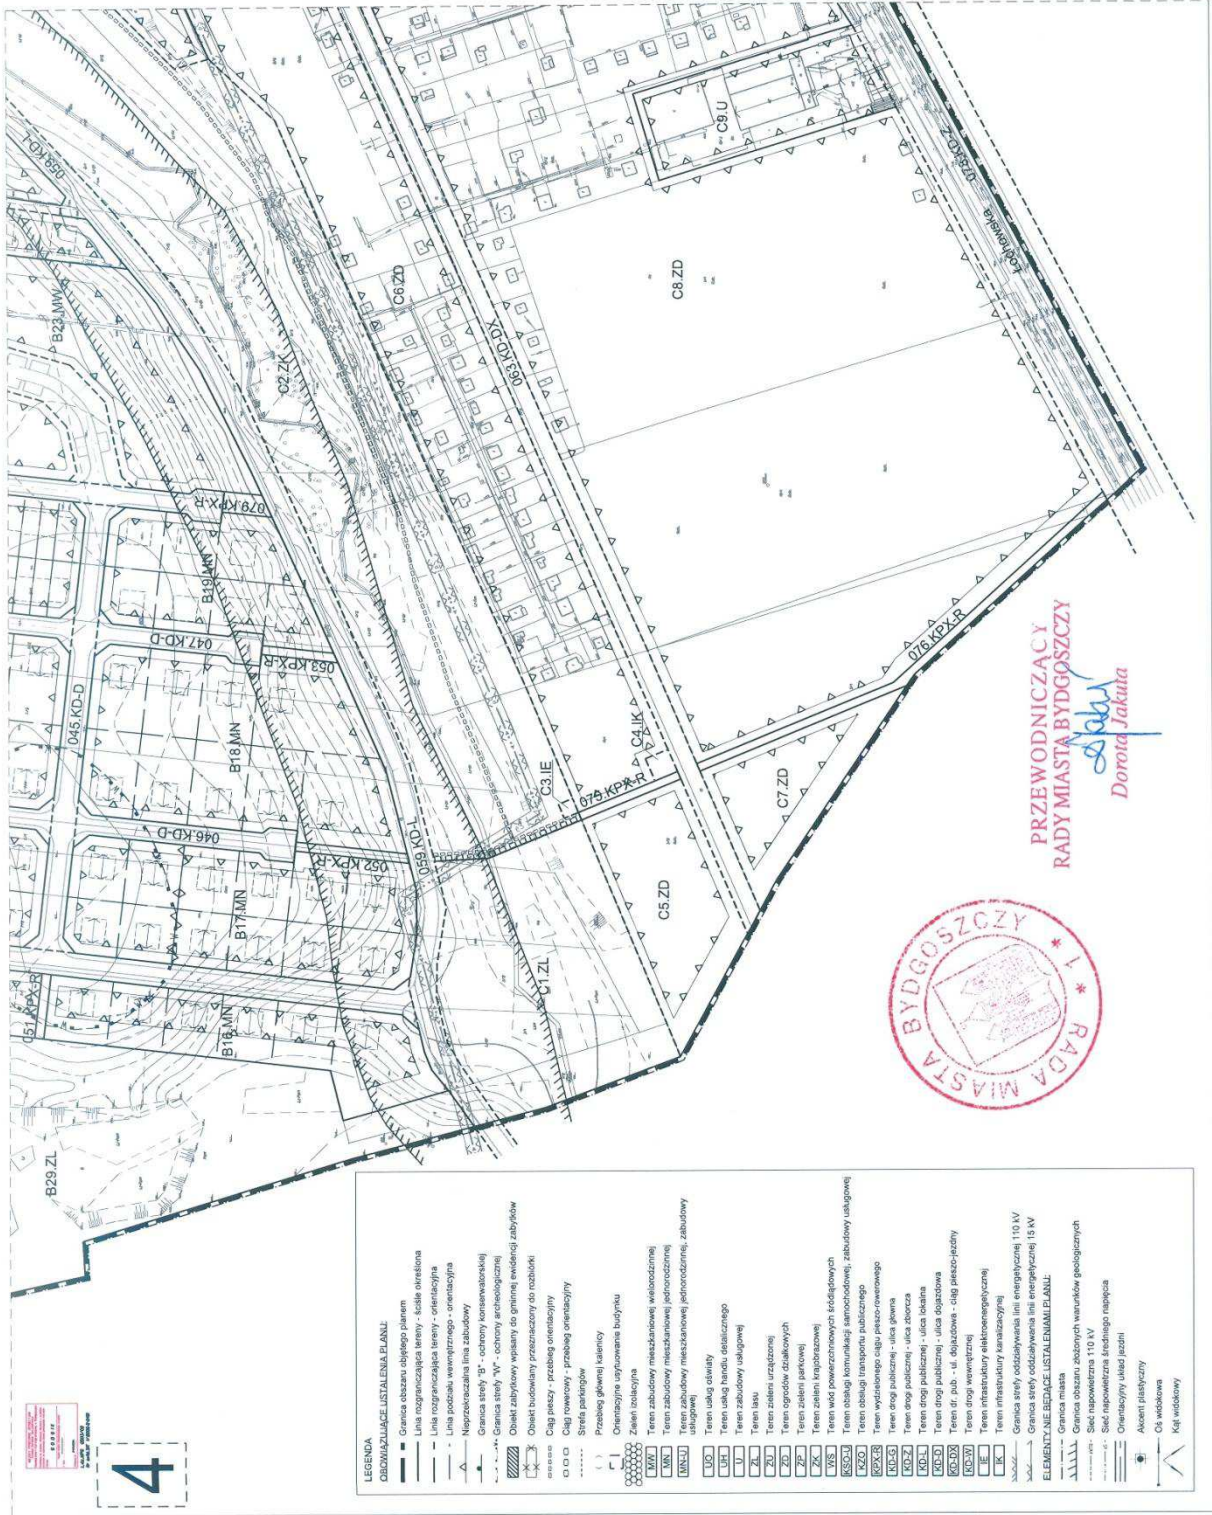 4
LEGENDA
OBOWIĄZUJĄCE USTALENIA PLANU:
Granica obszaru objętego planem
Linia rozgraniczająca tereny - ściśle określona
Linia rozgraniczająca tereny - orientacyjna
Linia podziału wewnętrznego - orientacyjna
Nieprzekraczalna linia zabudowy
Granica strefy "B" - ochrony konserwatorskiej
Granica strefy "W" - ochrony archeologicznej
Obiekt zabytkowy wpisany do gminnej ewidencji zabytków
Obiekt budowlany przeznaczony do rozbiórki
Ciąg pieszy - przebieg orientacyjny
Ciąg rowerowy - przebieg orientacyjny
Strefa parkingów
Przebieg głównej kalenicy
Orientacyjne usytuowanie budynku
Zieleń izolacyjna
MW Teren zabudowy mieszkaniowej wielorodzinnej
MN Teren zabudowy mieszkaniowej jednorodzinnej
MN-U Teren zabudowy mieszkaniowej jednorodzinnej, zabudowy
usługowej
UO Teren usług oświaty
UH Teren usług handlu detalicznego
U Teren zabudowy usługowej
ZL Teren lasu
ZU Teren zieleni urządzonej
ZD Teren ogrodów działkowych
ZP Teren zieleni parkowej
ZK Teren zieleni krajobrazowej
WS Teren wód powierzchniowych śródlądowych
KSO-U Teren obsługi komunikacji samochodowej, zabudowy usługowej
KZO Teren obsługi transportu publicznego
KPX-R Teren wydzielonego ciągu pieszo-rowerowego
KD-G Teren drogi publicznej - ulica główna
KD-Z Teren drogi publicznej - ulica zbiorcza
KD-L Teren drogi publicznej - ulica lokalna
KD-D Teren drogi publicznej - ulica dojazdowa
KD-DX Teren dr. pub. - ul. dojazdowa - ciąg pieszo-jezdny
KD-W Teren drogi wewnętrznej
IE Teren infrastruktury elektroenergetycznej
IK Teren infrastruktury kanalizacyjnej
Granica strefy oddziaływania linii energetycznej 110 kV
Granica strefy oddziaływania linii energetycznej 15 kV
ELEMENTY NIE BĘDĄCE USTALENIAMI PLANU:
Granica miasta
Granica obszaru złożonych warunków geologicznych
Sieć napowietrzna 110 kV
Sieć napowietrzna średniego napięcia
Orientacyjny układ jezdni
Akcent plastyczny
Oś widokowa
Kąt widokowy
B29.ZL
051.KPX-R
B16.MN
B17.MN
046.KD-D
052.KPX-R
045.KD-D
B18.MN
047.KD-D
053.KPX-R
B19.MN
079.KPX-R
B23.MW
059.KD-L
059.KD-L
C1.ZL
C2.ZK
C3.IE
C4.IK
079.KPX-R
C5.ZD
C6.ZD
063.KD-DX
C7.ZD
C8.ZD
C9.U
076.KPX-R
Łochowska
078.KD-Z
RADA MIASTA BYDGOSZCZY * 1 *
PRZEWODNICZĄCY
RADY MIASTA BYDGOSZCZY
Dorota Jakuta